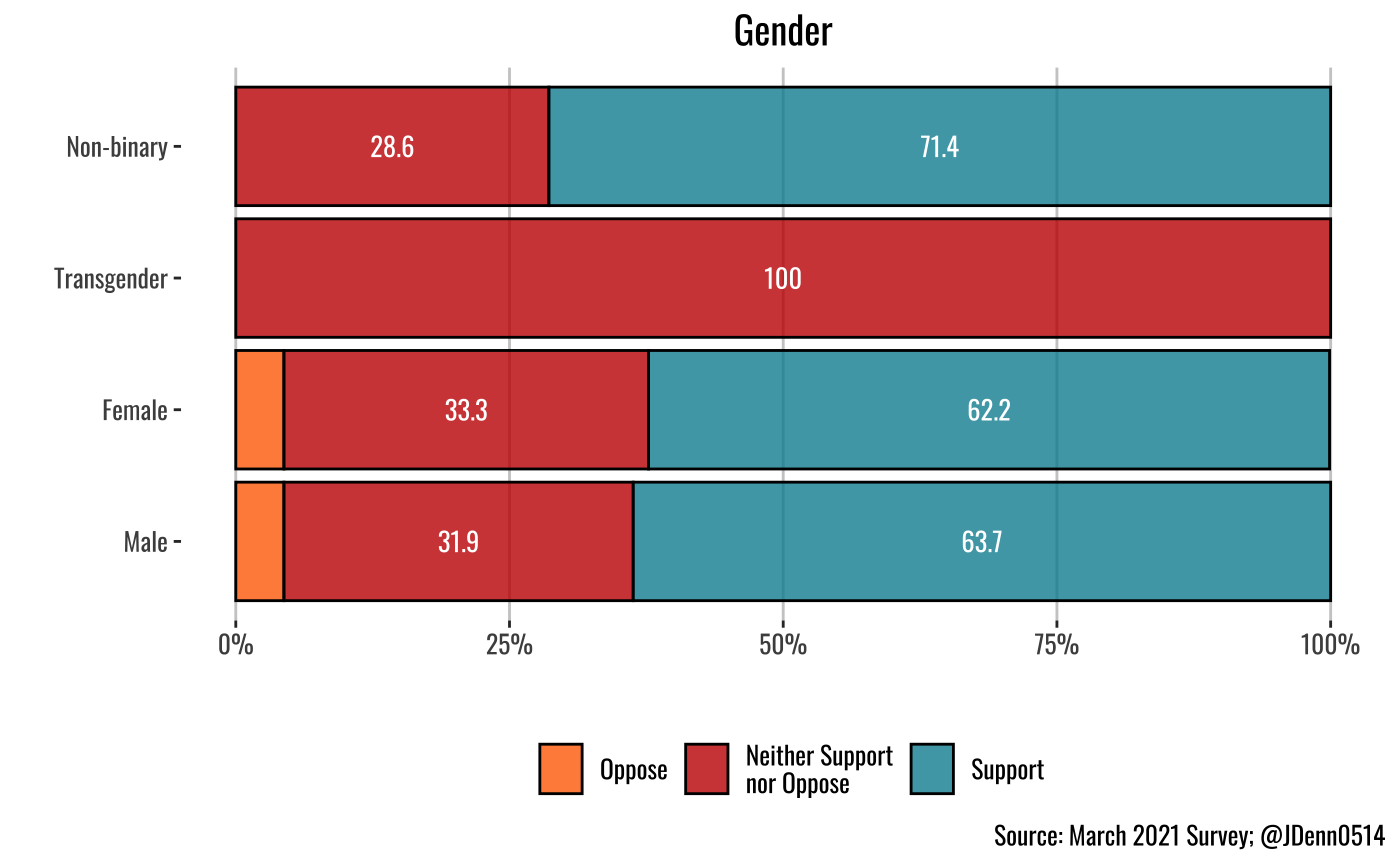 Gender
Non-binary
28.6
71.4
Transgender
100
Female
33.3
62.2
Male
31.9
63.7
0%
25%
50%
75%
100%
Oppose
Neither Support
nor Oppose
Support
Source: March 2021 Survey; @JDenn0514